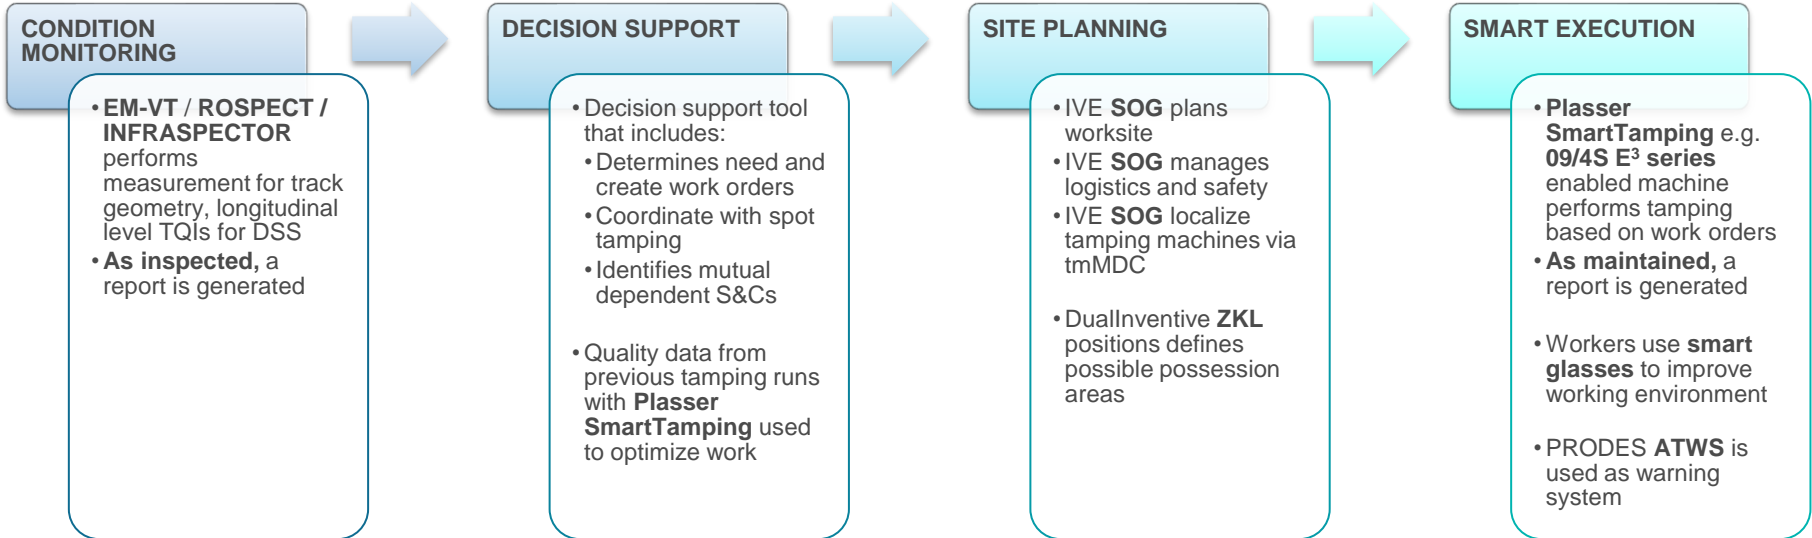 CONDITION
MONITORING
• EM-VT / ROSPECT /
INFRASPECTOR
performs
measurement for track
geometry, longitudinal
level TQIs for DSS
• As inspected, a
report is generated
DECISION SUPPORT
• Decision support tool
that includes:
• Determines need and
create work orders
• Coordinate with spot
tamping
• Identifies mutual
dependent S&Cs
• Quality data from
previous tamping runs
with Plasser
SmartTamping used
to optimize work
SITE PLANNING
• IVE SOG plans
worksite
• IVE SOG manages
logistics and safety
• IVE SOG localize
tamping machines via
tmMDC
• DualInventive ZKL
positions defines
possible possession
areas
SMART EXECUTION
• Plasser
SmartTamping e.g.
09/4S E³ series
enabled machine
performs tamping
based on work orders
• As maintained, a
report is generated
• Workers use smart
glasses to improve
working environment
• PRODES ATWS is
used as warning
system